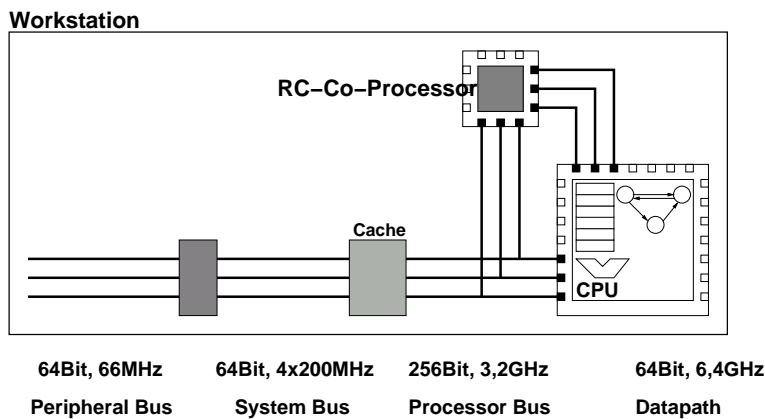 Workstation
RC–Co–Processor
Cache
CPU
64Bit, 66MHz 64Bit, 4x200MHz 256Bit, 3,2GHz 64Bit, 6,4GHz
Peripheral Bus System Bus Processor Bus Datapath